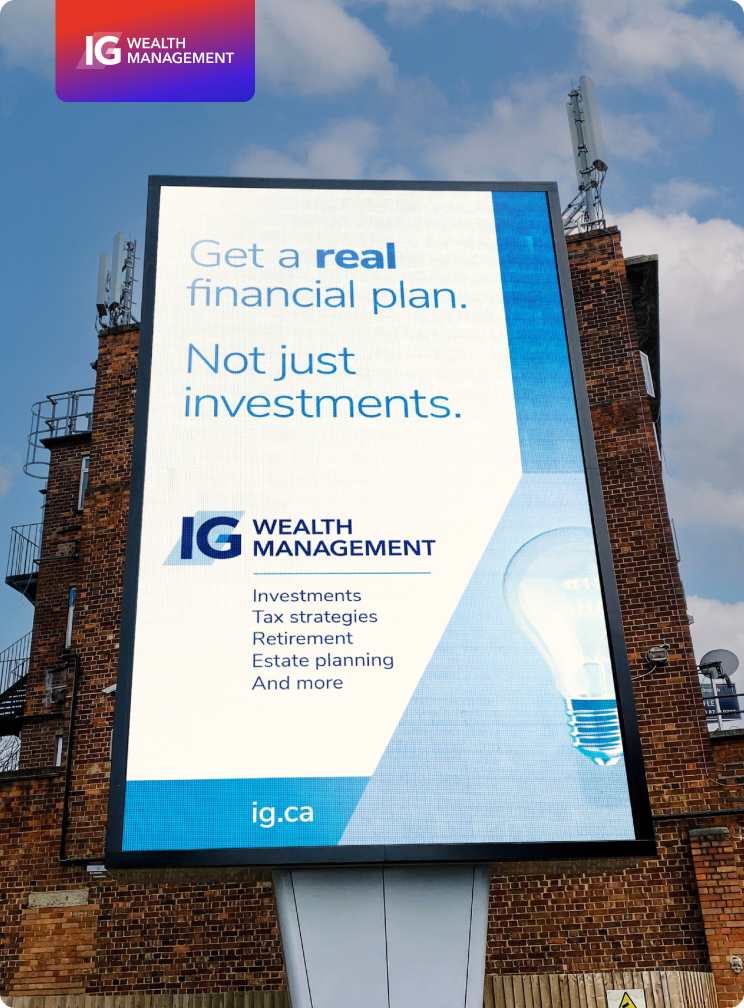 IG WEALTH
MANAGEMENT
Get a real
financial plan.
Not just
investments.
IG WEALTH
MANAGEMENT
Investments
Tax strategies
Retirement
Estate planning
And more
ig.ca